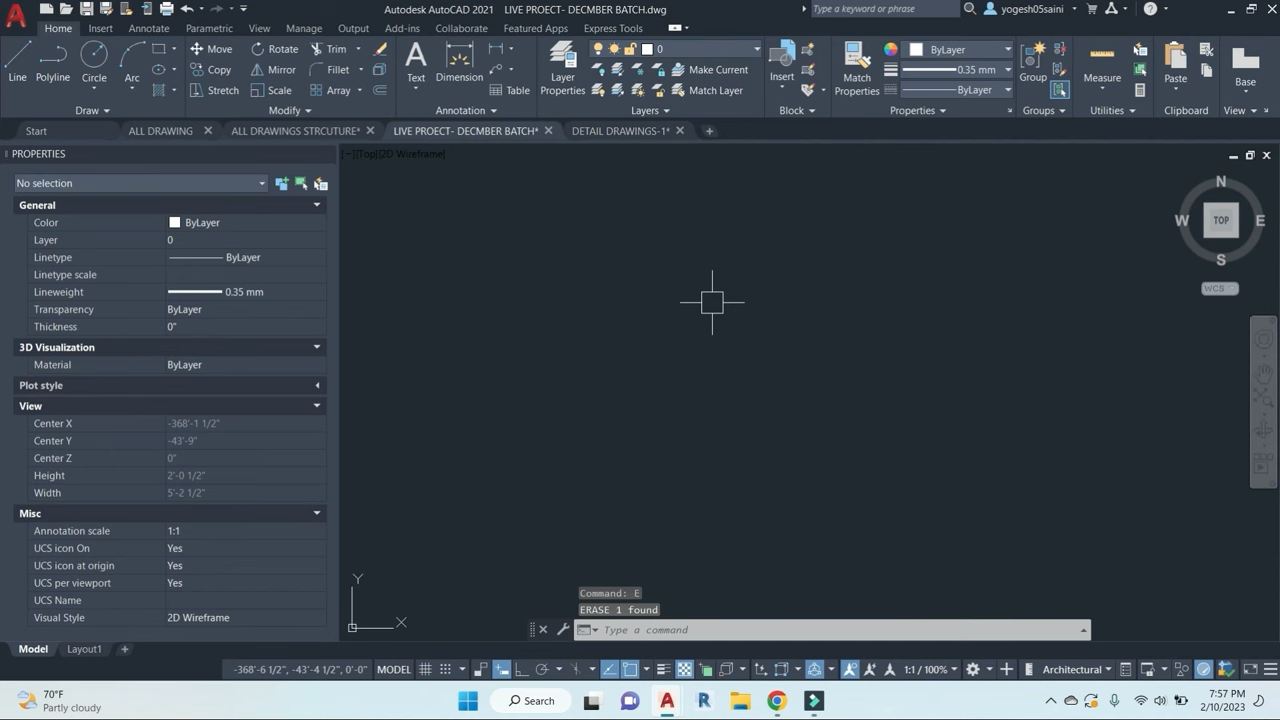 Autodesk AutoCAD 2021 LIVE PROECT- DECMBER BATCH.dwg
Type a keyword or phrase
yogesh05saini
Home Insert Annotate Parametric View Manage Output Add-ins Collaborate Featured Apps Express Tools
Line Polyline Circle Arc
Move Rotate Trim
Copy Mirror Fillet
Stretch Scale Array
Text Dimension Table
Layer Properties
0
Make Current
Match Layer
Insert
Match Properties
ByLayer
0.35 mm
ByLayer
Group Measure Paste Base
Draw Modify Annotation Layers Block Properties Groups Utilities Clipboard View
Start ALL DRAWING ALL DRAWINGS STRCUTURE* LIVE PROECT- DECMBER BATCH* DETAIL DRAWINGS-1*
PROPERTIES
[−][Top][2D Wireframe]
No selection
General
Color ByLayer
Layer 0
Linetype ByLayer
Linetype scale
Lineweight 0.35 mm
Transparency ByLayer
Thickness 0"
3D Visualization
Material ByLayer
Plot style
View
Center X -368'-1 1/2"
Center Y -43'-9"
Center Z 0"
Height 2'-0 1/2"
Width 5'-2 1/2"
Misc
Annotation scale 1:1
UCS icon On Yes
UCS icon at origin Yes
UCS per viewport Yes
UCS Name
Visual Style 2D Wireframe
N
W TOP E
S
WCS
Y
X
Command: E
ERASE 1 found
Type a command
Model Layout1
-368'-6 1/2", -43'-4 1/2", 0'-0" MODEL 1:1 / 100% Architectural
70°F
Partly cloudy
Search
7:57 PM
2/10/2023